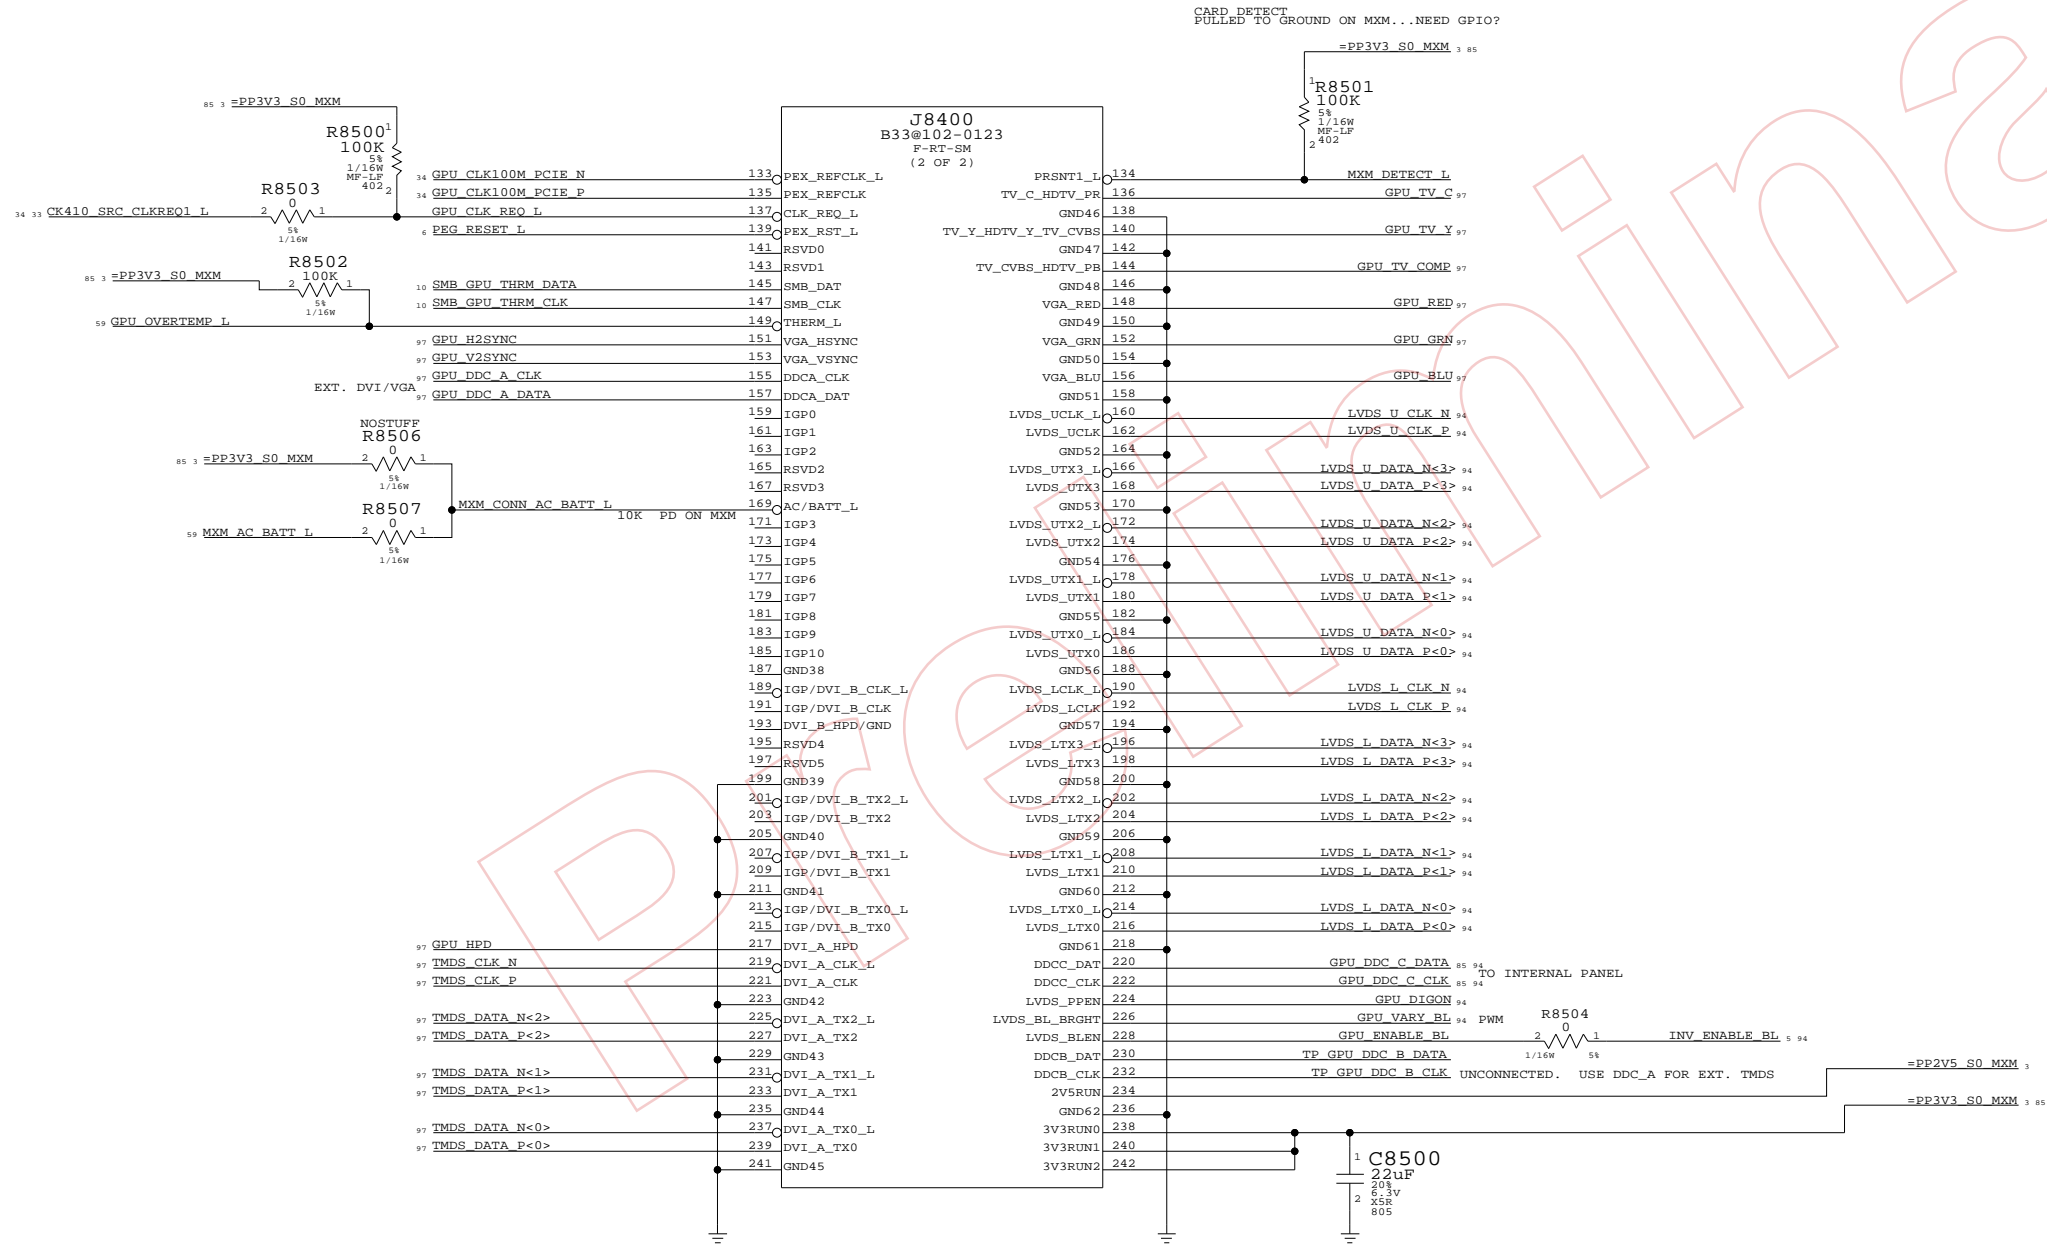 CARD DETECT
PULLED TO GROUND ON MXM...NEED GPIO?
=PP3V3_S0_MXM 3 85
1
R8501
100K
5%
1/16W
MF-LF
402
2
85 3 =PP3V3_S0_MXM
R8500
1
100K
5%
1/16W
MF-LF
402
2
R8503
0
34 33 CK410_SRC_CLKREQ1_L 2 1
5%
1/16W
R8502
100K
85 3 =PP3V3_S0_MXM 2 1
5%
1/16W
59 GPU_OVERTEMP_L
EXT. DVI/VGA
NOSTUFF
R8506
0
85 3 =PP3V3_S0_MXM 2 1
5%
1/16W
R8507
0
59 MXM_AC_BATT_L 2 1
5%
1/16W
MXM_CONN_AC_BATT_L
10K PD ON MXM
J8400
B33@102-0123
F-RT-SM
(2 OF 2)
34 GPU_CLK100M_PCIE_N 133 PEX_REFCLK_L
34 GPU_CLK100M_PCIE_P 135 PEX_REFCLK
GPU_CLK_REQ_L 137 CLK_REQ_L
6 PEG_RESET_L 139 PEX_RST_L
141 RSVD0
143 RSVD1
10 SMB_GPU_THRM_DATA 145 SMB_DAT
10 SMB_GPU_THRM_CLK 147 SMB_CLK
149 THERM_L
97 GPU_H2SYNC 151 VGA_HSYNC
97 GPU_V2SYNC 153 VGA_VSYNC
97 GPU_DDC_A_CLK 155 DDCA_CLK
97 GPU_DDC_A_DATA 157 DDCA_DAT
159 IGP0
161 IGP1
163 IGP2
165 RSVD2
167 RSVD3
169 AC/BATT_L
171 IGP3
173 IGP4
175 IGP5
177 IGP6
179 IGP7
181 IGP8
183 IGP9
185 IGP10
187 GND38
189 IGP/DVI_B_CLK_L
191 IGP/DVI_B_CLK
193 DVI_B_HPD/GND
195 RSVD4
197 RSVD5
199 GND39
201 IGP/DVI_B_TX2_L
203 IGP/DVI_B_TX2
205 GND40
207 IGP/DVI_B_TX1_L
209 IGP/DVI_B_TX1
211 GND41
213 IGP/DVI_B_TX0_L
215 IGP/DVI_B_TX0
97 GPU_HPD 217 DVI_A_HPD
97 TMDS_CLK_N 219 DVI_A_CLK_L
97 TMDS_CLK_P 221 DVI_A_CLK
223 GND42
97 TMDS_DATA_N<2> 225 DVI_A_TX2_L
97 TMDS_DATA_P<2> 227 DVI_A_TX2
229 GND43
97 TMDS_DATA_N<1> 231 DVI_A_TX1_L
97 TMDS_DATA_P<1> 233 DVI_A_TX1
235 GND44
97 TMDS_DATA_N<0> 237 DVI_A_TX0_L
97 TMDS_DATA_P<0> 239 DVI_A_TX0
241 GND45
PRSNT1_L 134 MXM_DETECT_L
TV_C_HDTV_PR 136 GPU_TV_C 97
GND46 138
TV_Y_HDTV_Y_TV_CVBS 140 GPU_TV_Y 97
GND47 142
TV_CVBS_HDTV_PB 144 GPU_TV_COMP 97
GND48 146
VGA_RED 148 GPU_RED 97
GND49 150
VGA_GRN 152 GPU_GRN 97
GND50 154
VGA_BLU 156 GPU_BLU 97
GND51 158
LVDS_UCLK_L 160 LVDS_U_CLK_N 94
LVDS_UCLK 162 LVDS_U_CLK_P 94
GND52 164
LVDS_UTX3_L 166 LVDS_U_DATA_N<3> 94
LVDS_UTX3 168 LVDS_U_DATA_P<3> 94
GND53 170
LVDS_UTX2_L 172 LVDS_U_DATA_N<2> 94
LVDS_UTX2 174 LVDS_U_DATA_P<2> 94
GND54 176
LVDS_UTX1_L 178 LVDS_U_DATA_N<1> 94
LVDS_UTX1 180 LVDS_U_DATA_P<1> 94
GND55 182
LVDS_UTX0_L 184 LVDS_U_DATA_N<0> 94
LVDS_UTX0 186 LVDS_U_DATA_P<0> 94
GND56 188
LVDS_LCLK_L 190 LVDS_L_CLK_N 94
LVDS_LCLK 192 LVDS_L_CLK_P 94
GND57 194
LVDS_LTX3_L 196 LVDS_L_DATA_N<3> 94
LVDS_LTX3 198 LVDS_L_DATA_P<3> 94
GND58 200
LVDS_LTX2_L 202 LVDS_L_DATA_N<2> 94
LVDS_LTX2 204 LVDS_L_DATA_P<2> 94
GND59 206
LVDS_LTX1_L 208 LVDS_L_DATA_N<1> 94
LVDS_LTX1 210 LVDS_L_DATA_P<1> 94
GND60 212
LVDS_LTX0_L 214 LVDS_L_DATA_N<0> 94
LVDS_LTX0 216 LVDS_L_DATA_P<0> 94
GND61 218
DDCC_DAT 220 GPU_DDC_C_DATA 85 94
TO INTERNAL PANEL
DDCC_CLK 222 GPU_DDC_C_CLK 85 94
LVDS_PPEN 224 GPU_DIGON 94
LVDS_BL_BRGHT 226 GPU_VARY_BL 94 PWM
LVDS_BLEN 228 GPU_ENABLE_BL
R8504
0
2 1 INV_ENABLE_BL 5 94
1/16W 5%
DDCB_DAT 230 TP_GPU_DDC_B_DATA
DDCB_CLK 232 TP_GPU_DDC_B_CLK UNCONNECTED. USE DDC_A FOR EXT. TMDS
2V5RUN 234 =PP2V5_S0_MXM 3
GND62 236
3V3RUN0 238 =PP3V3_S0_MXM 3 85
3V3RUN1 240
3V3RUN2 242
1
C8500
22uF
20%
6.3V
X5R
805
2
Prelimina